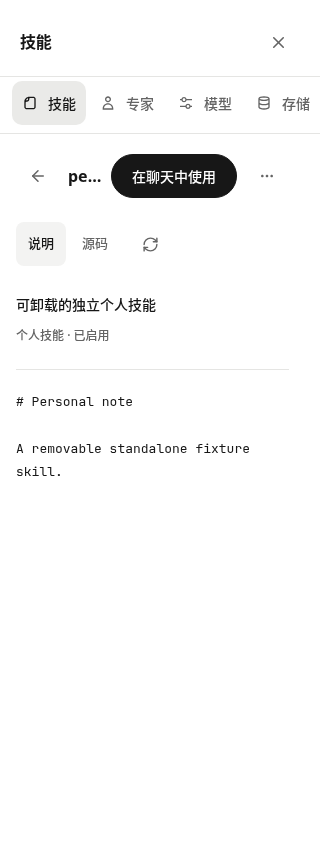 技能
技能 专家 模型 存储
pe... 在聊天中使用
说明 源码
可卸载的独立个人技能
个人技能 · 已启用
# Personal note
A removable standalone fixture
skill.